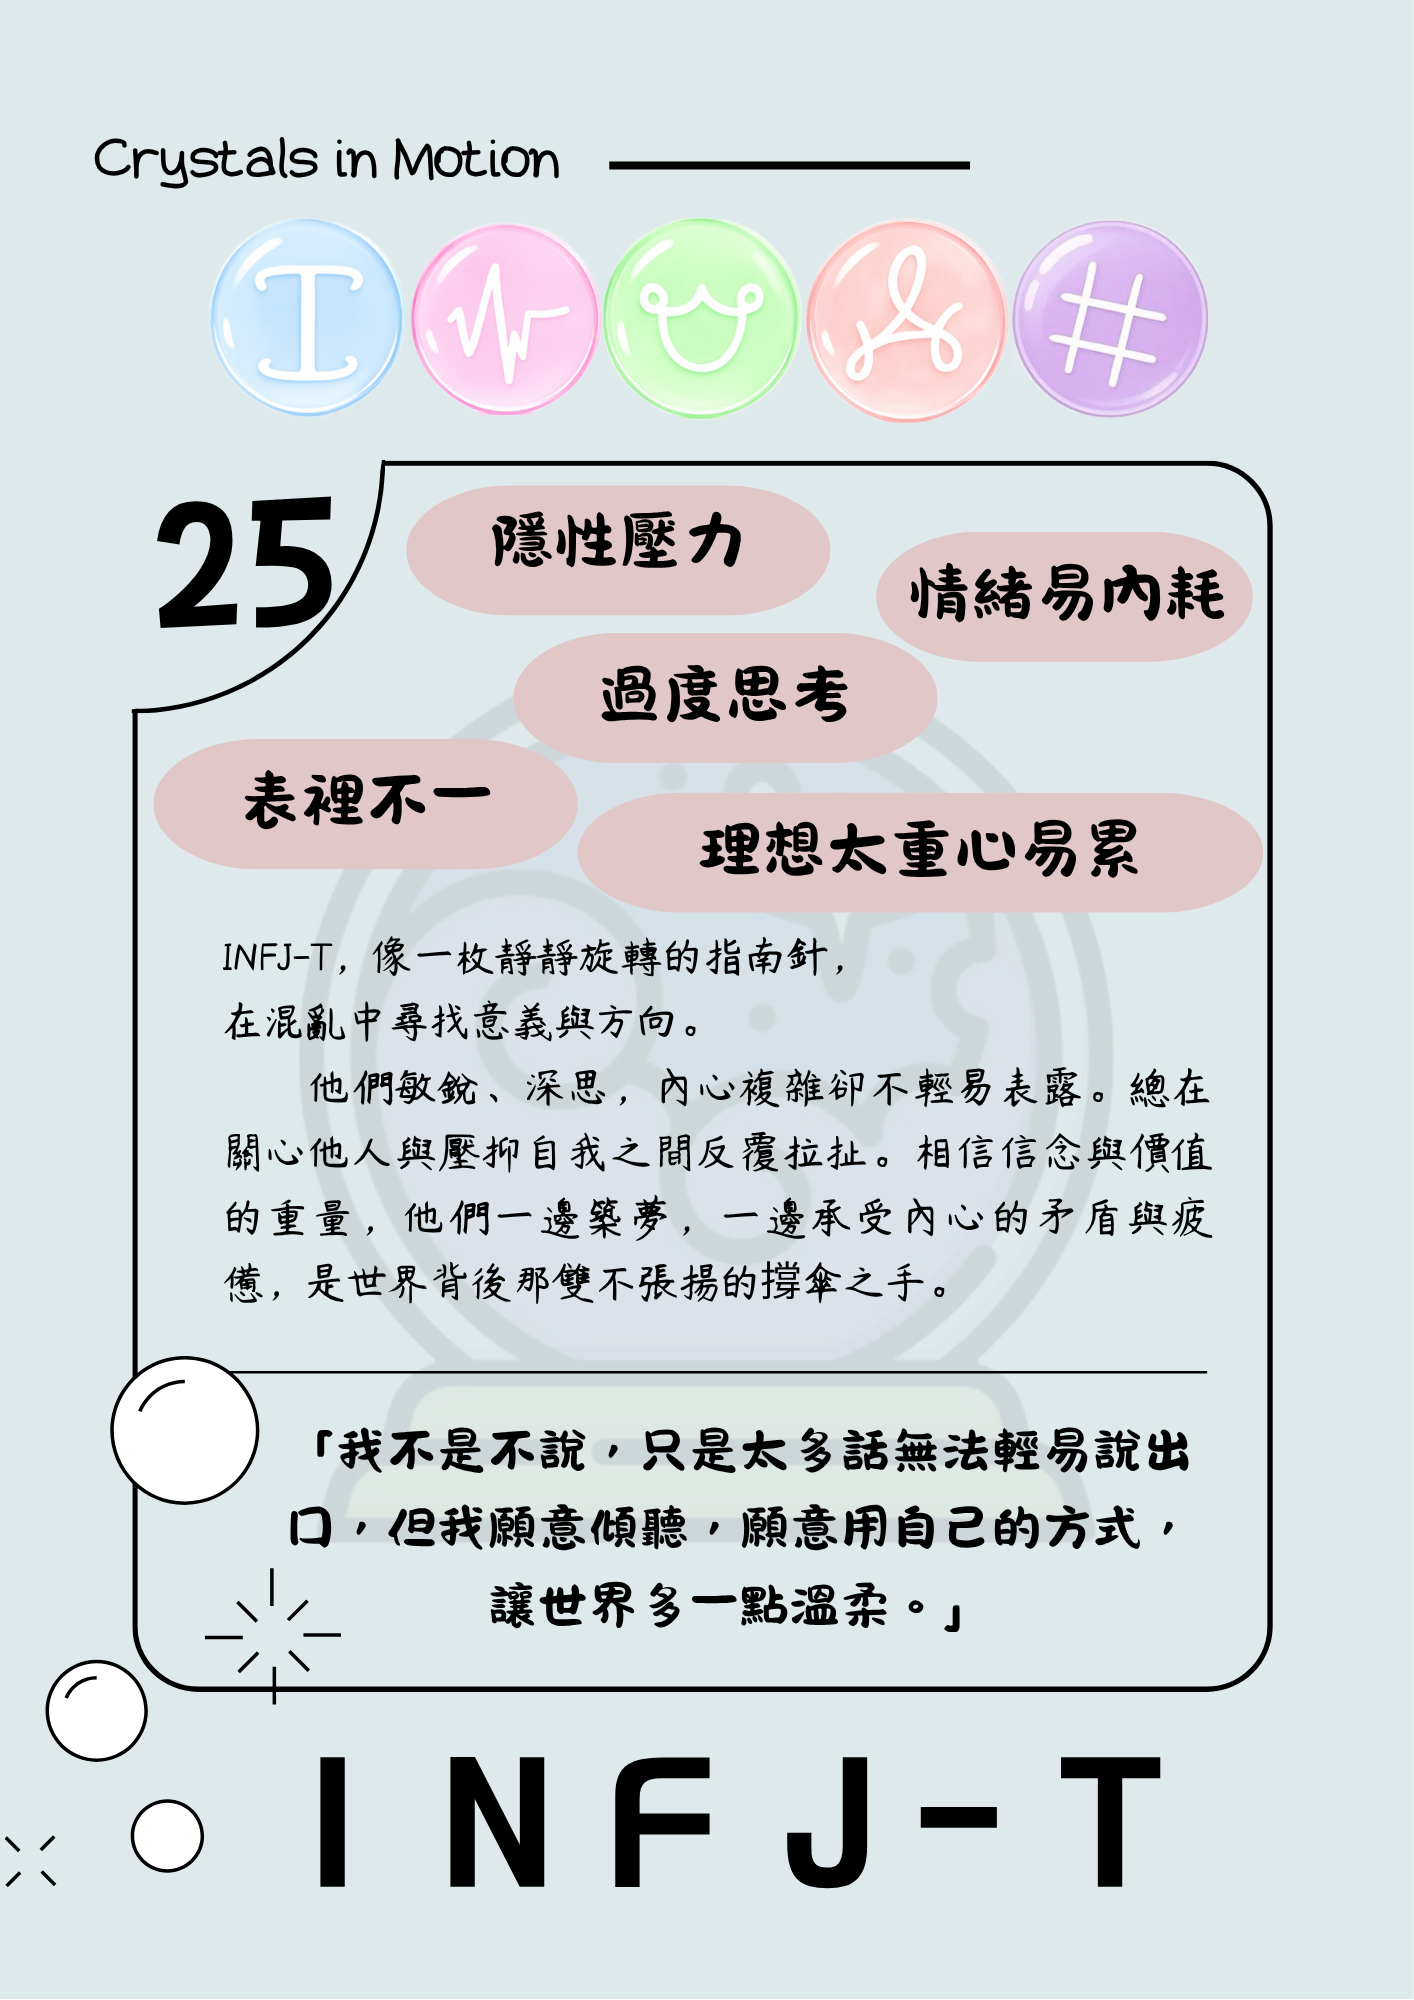 Crystals in Motion
25
隱性壓力
情緒易內耗
過度思考
表裡不一
理想太重心易累
INFJ-T，像一枚靜靜旋轉的指南針，
在混亂中尋找意義與方向。
他們敏銳、深思，內心複雜卻不輕易表露。總在
關心他人與壓抑自我之間反覆拉扯。相信信念與價值
的重量，他們一邊築夢，一邊承受內心的矛盾與疲
憊，是世界背後那雙不張揚的撐傘之手。
「我不是不說，只是太多話無法輕易說出
口，但我願意傾聽，願意用自己的方式，
讓世界多一點溫柔。」
INFJ-T